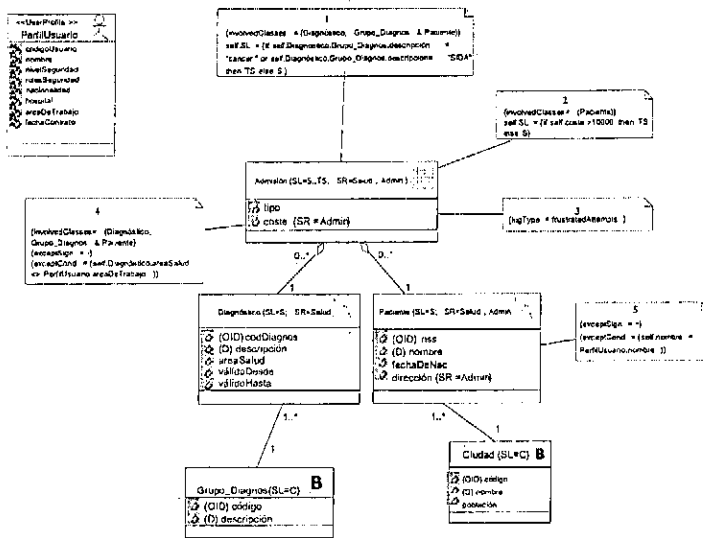 <<UserProfile >>
PerfilUsuario
codigoUsuario
nombre
nivelSeguridad
rolesSeguridad
nacionalidad
hospital
areaDeTrabajo
fechaContrato
1
{involvedClasses = (Diagnóstico, Grupo_Diagnos & Paciente)}
self.SL = {if self.Diagnostico.Grupo_Diagnos.descripción =
"cancer" or self.Diagnóstico.Grupo_Diagnos.descripcion= "SIDA"
then TS else S }
2
{involvedClasses= (Paciente)}
self.SL = {if self.coste >10000 then TS
else S}
Admisión {SL=S..TS; SR=Salud , Admin }
tipo
coste {SR =Admin}
3
{logType = frustratedAttempts }
4
{involvedClasses= (Diagnóstico,
Grupo_Diagnos & Paciente}
{exceptSign = -}
{exceptCond = (self.Diagnóstico.areaSalud
<> PerfilUsuario.areaDeTrabajo )}
0..*
0..*
1
1
Diagnóstico {SL=S; SR=Salud
(OID) codDiagnos
(D) descripción
areaSalud
válidoDesde
válidoHasta
Paciente {SL=S; SR=Salud , Admin
(OID) nss
(D) nombre
fechaDeNac
dirección {SR =Admin}
5
{exceptSign = +}
{exceptCond = (self.nombre =
PerfilUsuario.nombre )}
1..*
1..*
1
1
Grupo_Diagnos{SL=C} B
(OID) código
(D) descripción
Ciudad {SL=C} B
(OID) código
(D) nombre
población